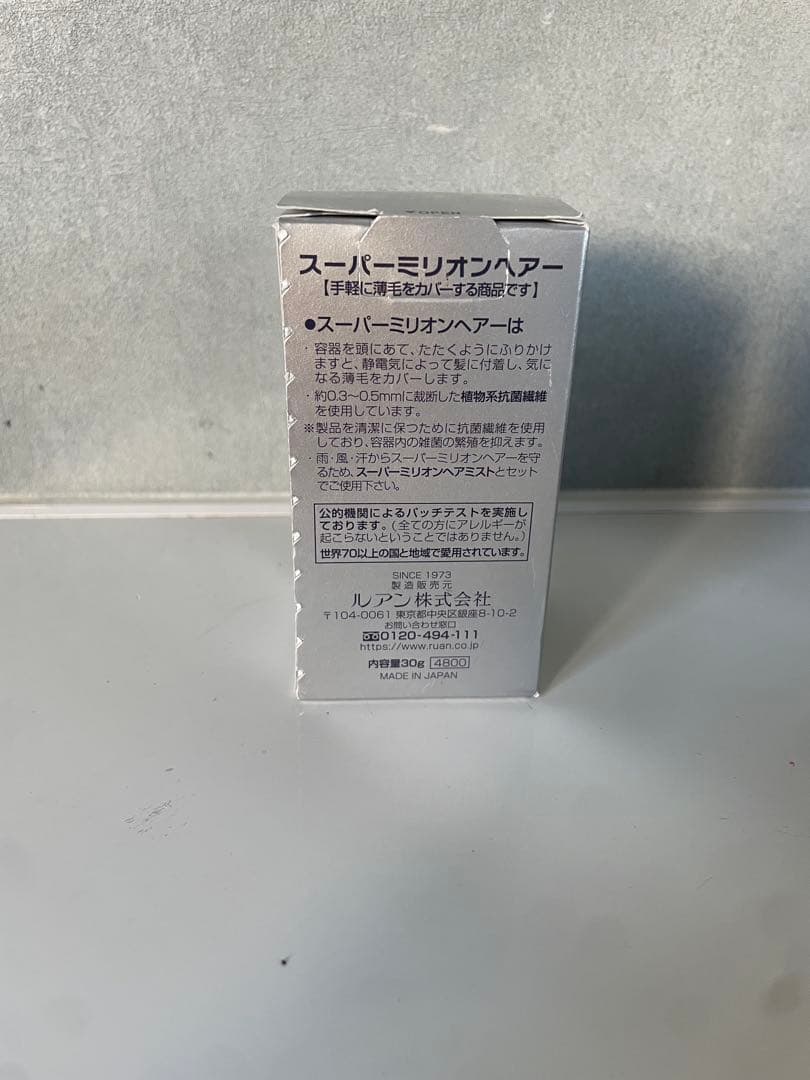 ▼OPEN
スーパーミリオンヘアー
【手軽に薄毛をカバーする商品です】
●スーパーミリオンヘアーは
・容器を頭にあて、たたくようにふりかけ
ますと、静電気によって髪に付着し、気に
なる薄毛をカバーします。
・約0.3〜0.5mmに裁断した植物系抗菌繊維
を使用しています。
※製品を清潔に保つために抗菌繊維を使用
しており、容器内の雑菌の繁殖を抑えます。
・雨・風・汗からスーパーミリオンヘアーを守
るため、スーパーミリオンヘアミストとセット
でご使用下さい。
公的機関によるパッチテストを実施し
ております。(全ての方にアレルギーが
起こらないということではありません。)
世界70以上の国と地域で愛用されています。
SINCE 1973
製造販売元
ルアン株式会社
〒104-0061 東京都中央区銀座8-10-2
お問い合わせ窓口
0120-494-111
https://www.ruan.co.jp
内容量30g 4800
MADE IN JAPAN